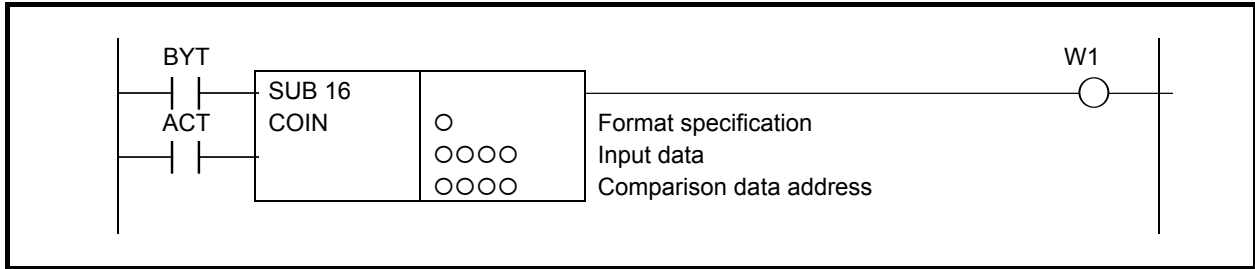 BYT
W1
SUB 16
ACT
COIN
○
Format specification
○○○○
Input data
○○○○
Comparison data address